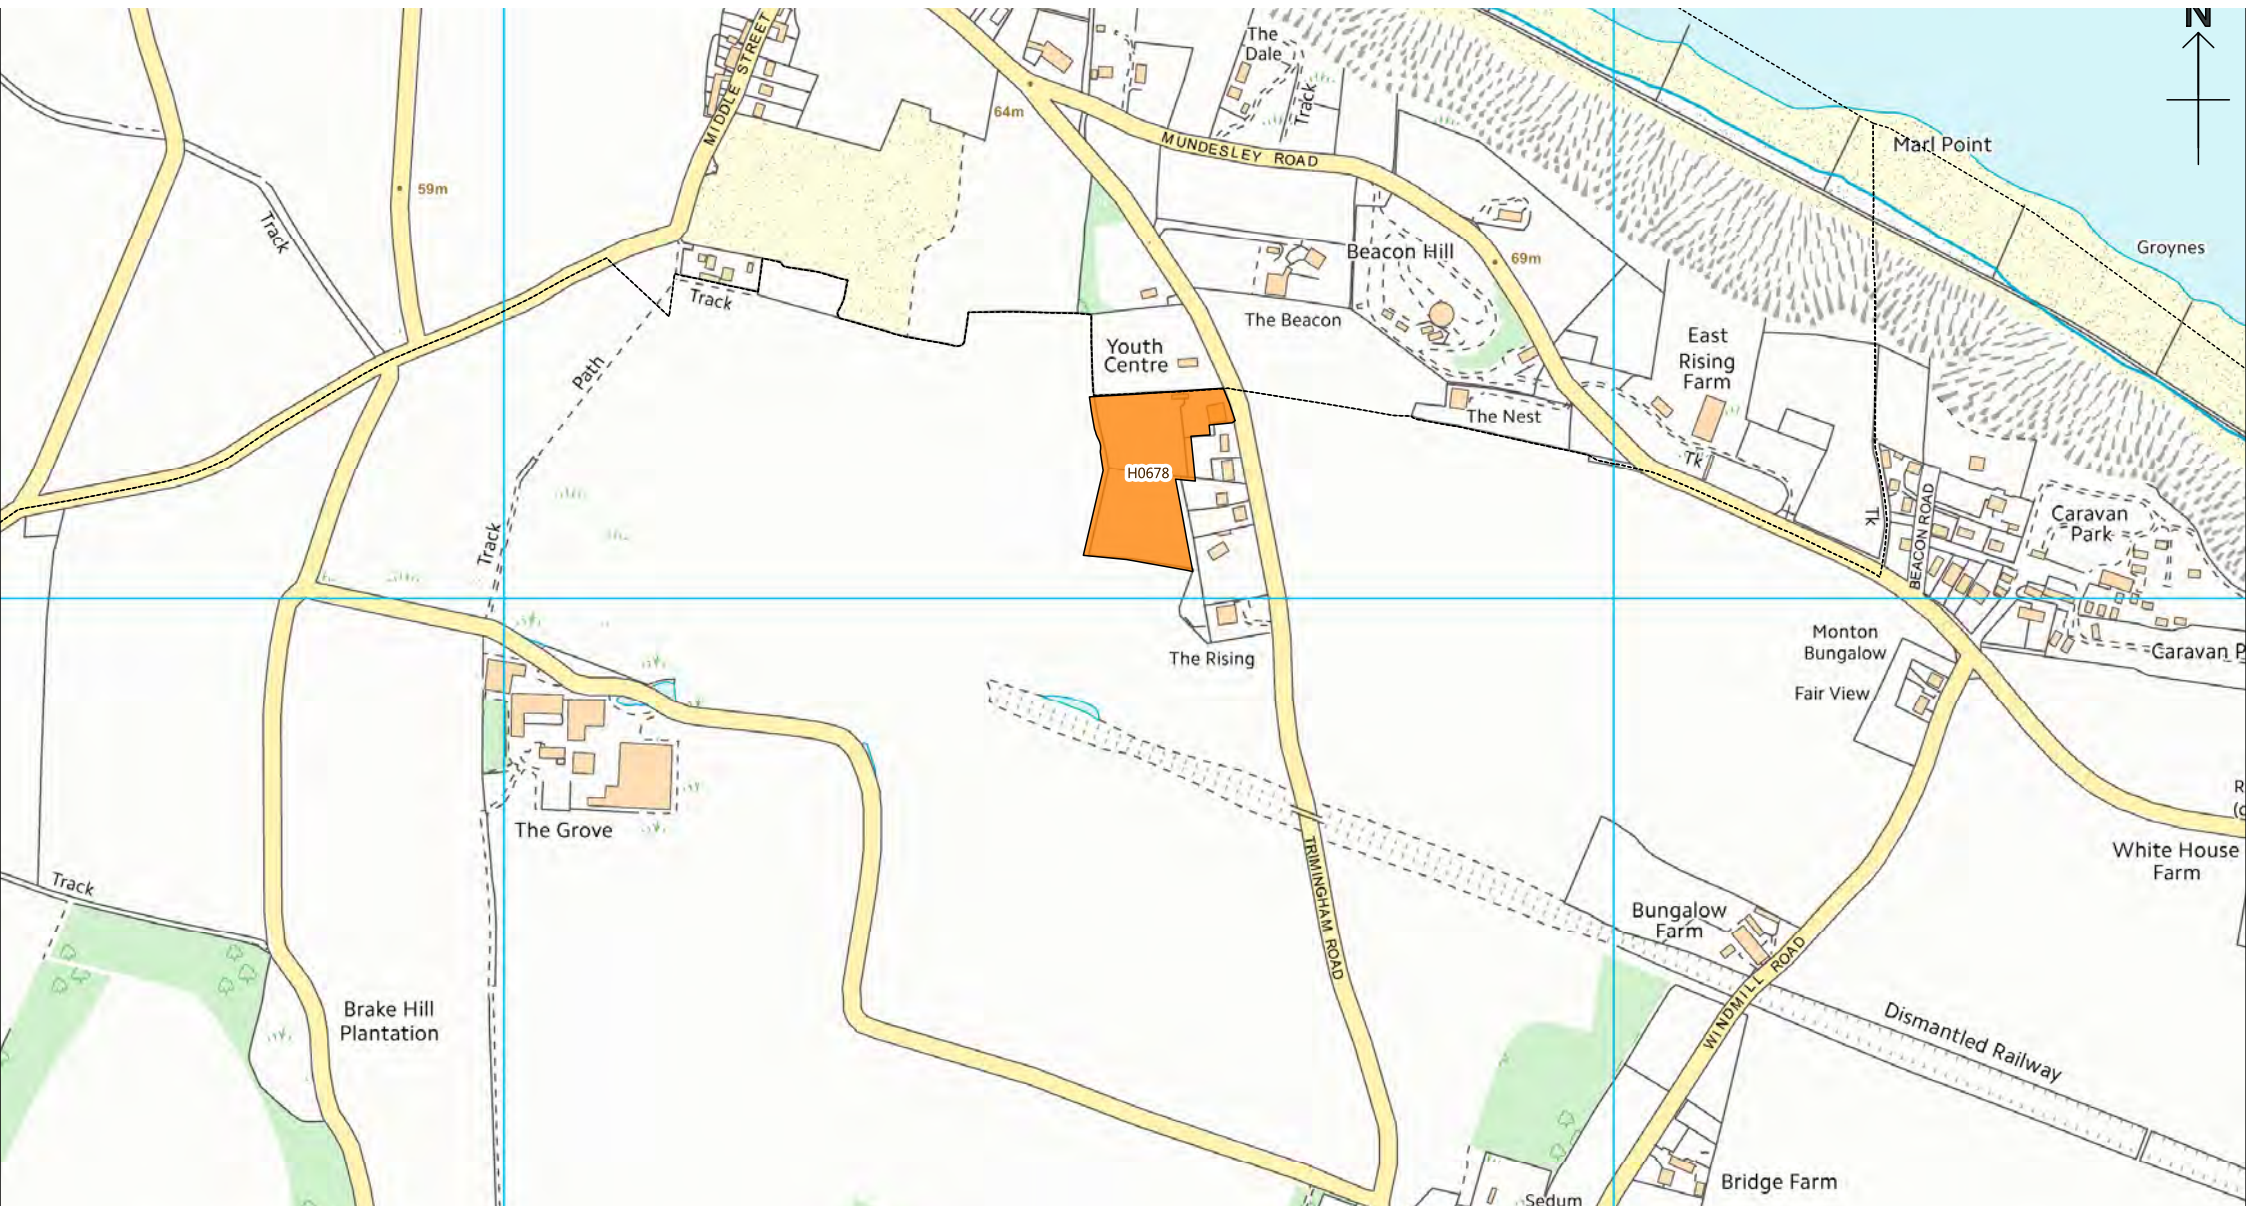 N
The
Dale
Track
MIDDLE STREET
64m
MUNDESLEY ROAD
Marl Point
59m
Track
Groynes
Beacon Hill
69m
Track
The Beacon
East
Rising
Farm
Youth
Centre
Path
The Nest
Tk
H0678
Track
Tk
BEACON ROAD
Caravan
Park
Monton
Bungalow
The Rising
Caravan P
Fair View
R
(c
The Grove
White House
Farm
Track
TRIMINGHAM ROAD
Bungalow
Farm
WINDMILL ROAD
Brake Hill
Plantation
Dismantled Railway
Bridge Farm
Sedum